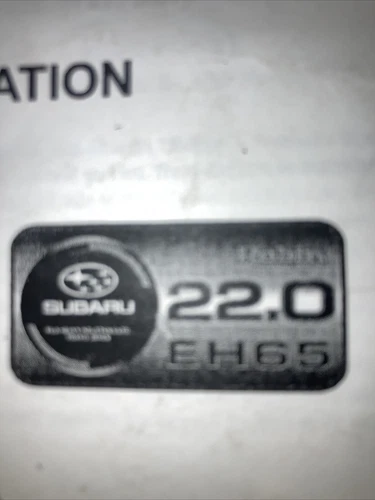 ATION
Robin
SUBARU
22.0
EH65